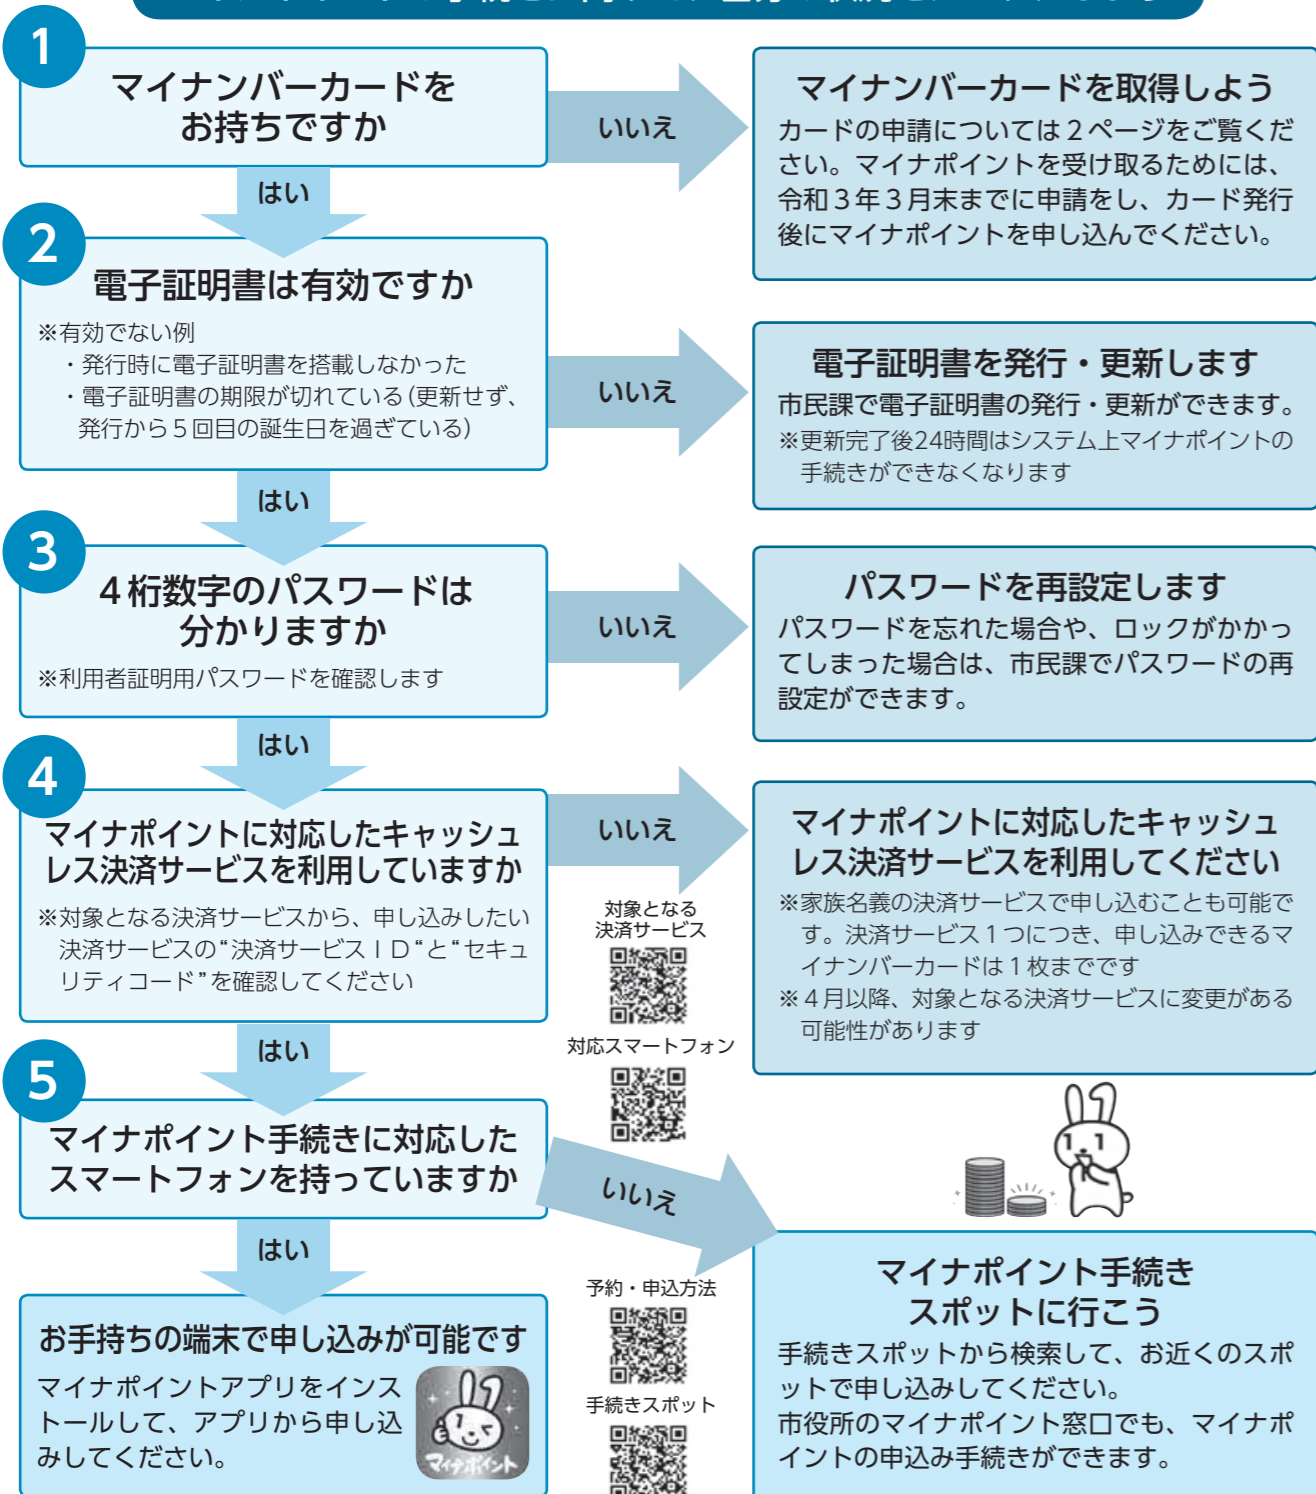 1
マイナンバーカードを
お持ちですか
いいえ
マイナンバーカードを取得しよう
カードの申請については２ページをご覧くだ
さい。マイナポイントを受け取るためには、
令和３年３月末までに申請をし、カード発行
後にマイナポイントを申し込んでください。
はい
2
電子証明書は有効ですか
※有効でない例
・発行時に電子証明書を搭載しなかった
・電子証明書の期限が切れている（更新せず、
発行から５回目の誕生日を過ぎている）
いいえ
電子証明書を発行・更新します
市民課で電子証明書の発行・更新ができます。
※更新完了後24時間はシステム上マイナポイントの
手続きができなくなります
はい
3
４桁数字のパスワードは
分かりますか
※利用者証明用パスワードを確認します
いいえ
パスワードを再設定します
パスワードを忘れた場合や、ロックがかかっ
てしまった場合は、市民課でパスワードの再
設定ができます。
はい
4
マイナポイントに対応したキャッシュ
レス決済サービスを利用していますか
※対象となる決済サービスから、申し込みしたい
決済サービスの“決済サービスＩＤ“と“セキュ
リティコード”を確認してください
いいえ
マイナポイントに対応したキャッシュ
レス決済サービスを利用してください
※家族名義の決済サービスで申し込むことも可能で
す。決済サービス１つにつき、申し込みできるマ
イナンバーカードは１枚までです
※４月以降、対象となる決済サービスに変更がある
可能性があります
対象となる
決済サービス
対応スマートフォン
はい
5
マイナポイント手続きに対応した
スマートフォンを持っていますか
いいえ
マイナポイント手続き
スポットに行こう
手続きスポットから検索して、お近くのスポ
ットで申し込みしてください。
市役所のマイナポイント窓口でも、マイナポ
イントの申込み手続きができます。
はい
予約・申込方法
手続きスポット
お手持ちの端末で申し込みが可能です
マイナポイントアプリをインス
トールして、アプリから申し込
みしてください。
マイナポイント